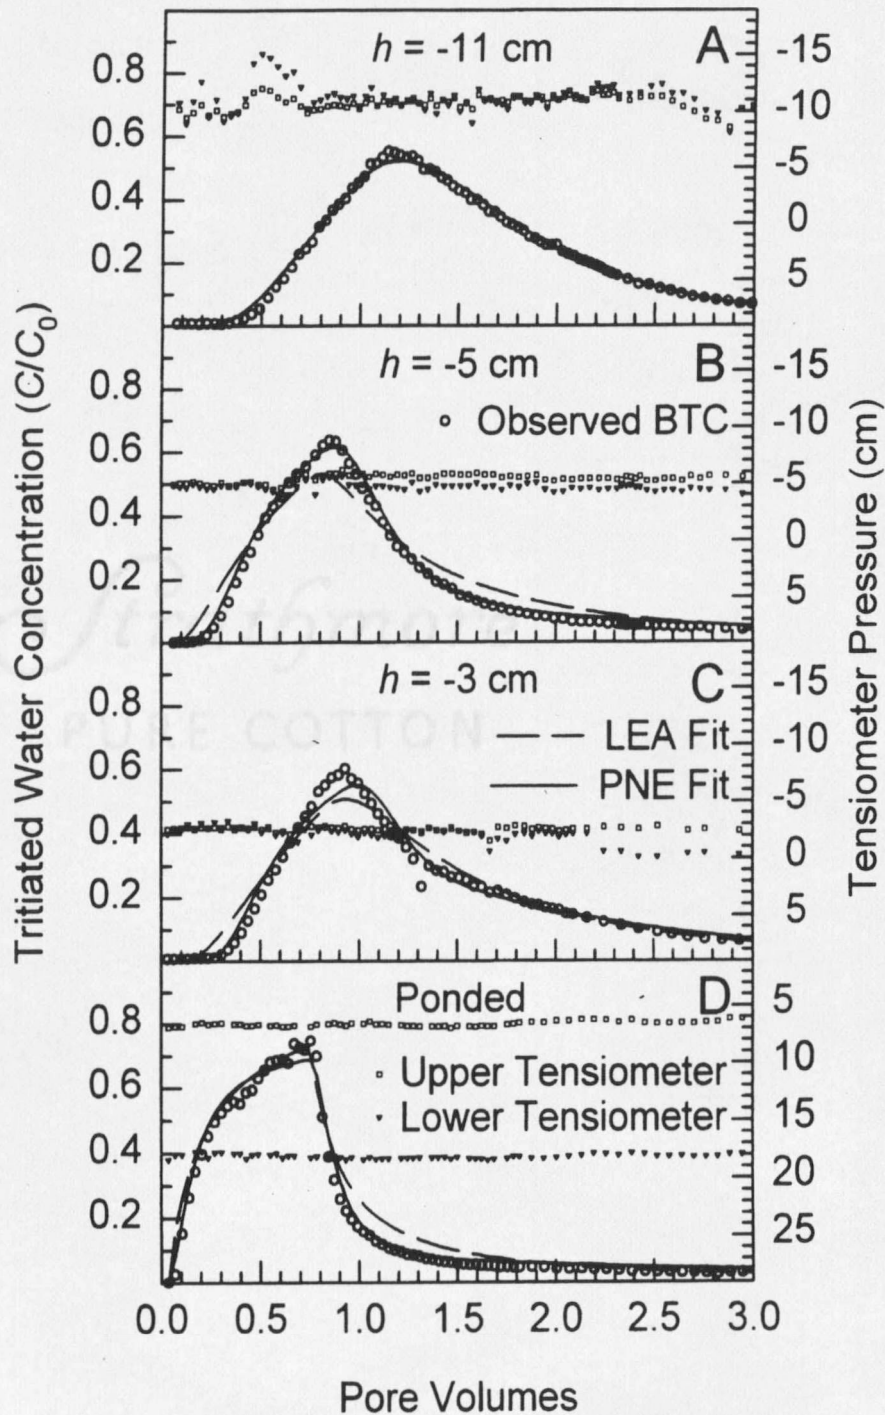 h = -11 cm
A
0.8
0.6
0.4
0.2
-15
-10
-5
0
5
h = -5 cm
B
Observed BTC
0.8
0.6
0.4
0.2
-15
-10
-5
0
5
h = -3 cm
C
LEA Fit
PNE Fit
0.8
0.6
0.4
0.2
-15
-10
-5
0
5
Ponded
D
Upper Tensiometer
Lower Tensiometer
0.8
0.6
0.4
0.2
5
10
15
20
25
0.0 0.5 1.0 1.5 2.0 2.5 3.0
Pore Volumes
Tritiated Water Concentration (C/C0)
Tensiometer Pressure (cm)
Strathmore
PURE COTTON